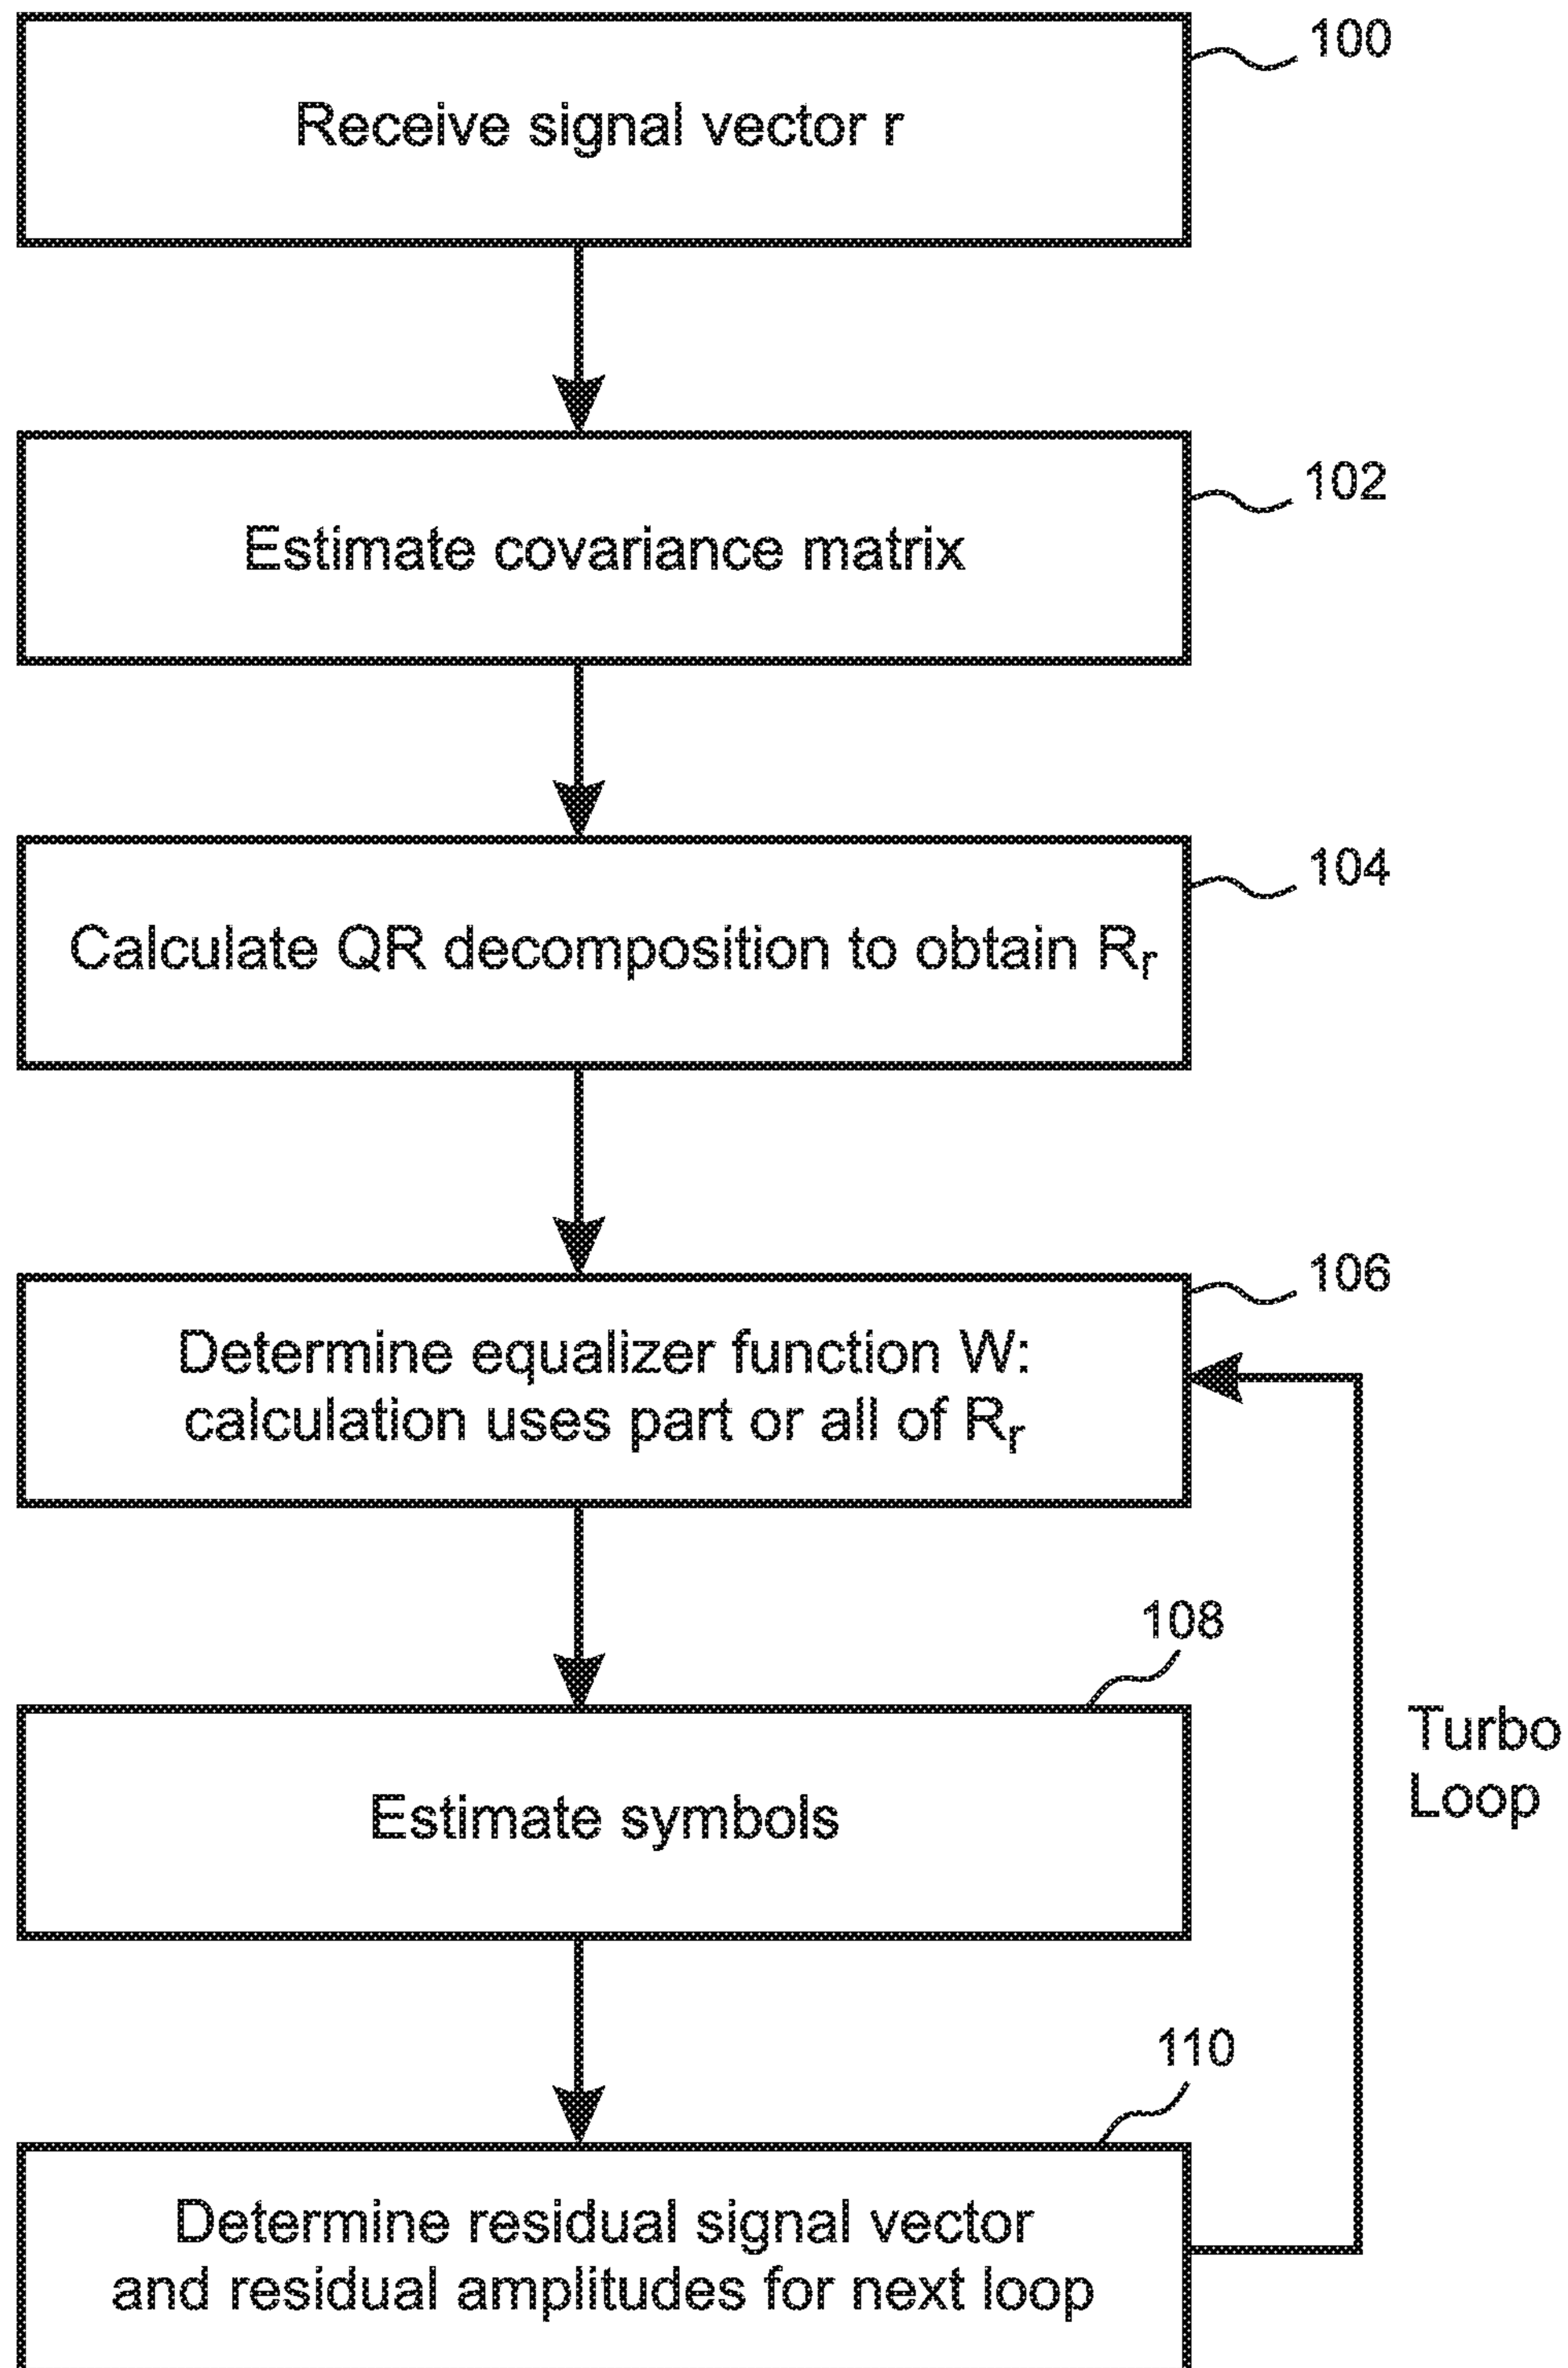 100
Receive signal vector r
102
Estimate covariance matrix
104
Calculate QR decomposition to obtain Rr
106
Determine equalizer function W:
calculation uses part or all of Rr
108
Estimate symbols
Turbo
Loop
110
Determine residual signal vector
and residual amplitudes for next loop